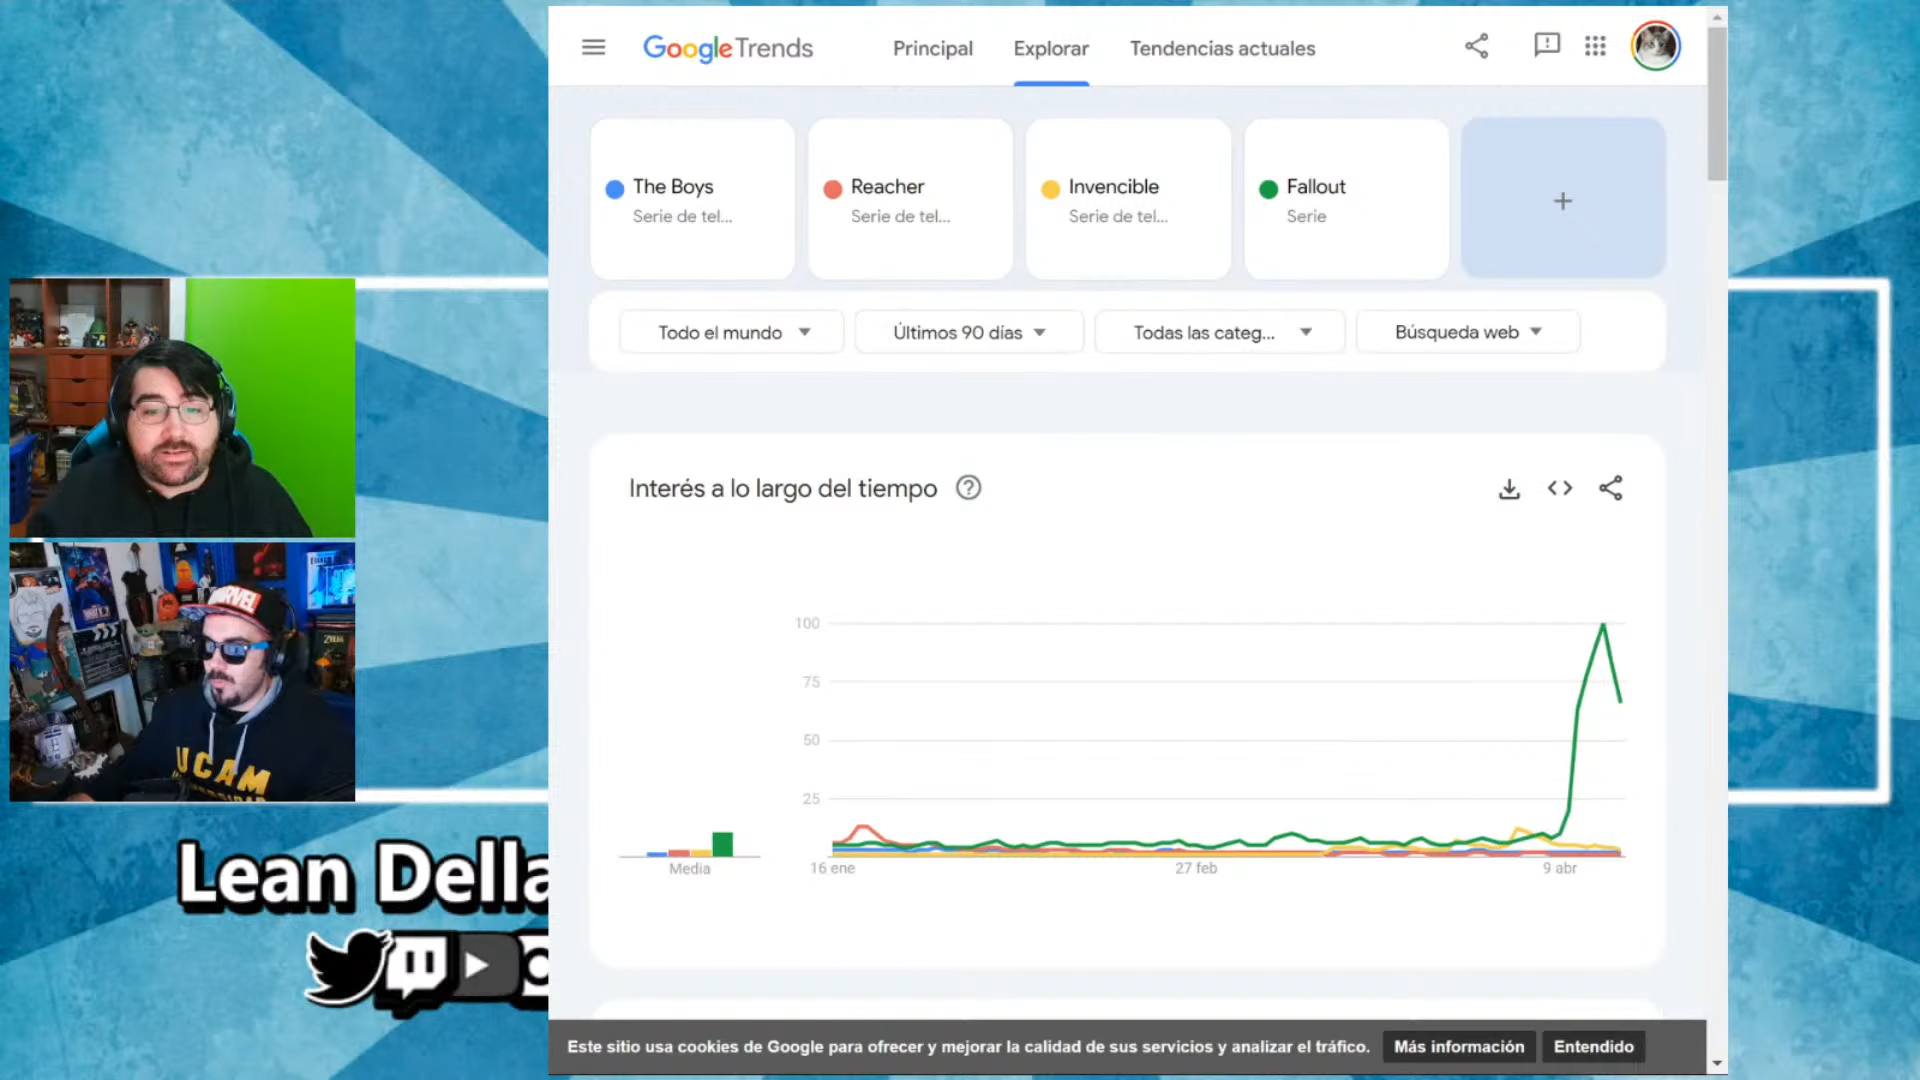 Google Trends
Principal
Explorar
Tendencias actuales
The Boys
Serie de tel...
Reacher
Serie de tel...
Invencible
Serie de tel...
Fallout
Serie
+
Todo el mundo
Últimos 90 días
Todas las categ...
Búsqueda web
Interés a lo largo del tiempo
100
75
50
25
Media
16 ene
27 feb
9 abr
MARVEL
ZELDA
UCAM
Lean Della
Este sitio usa cookies de Google para ofrecer y mejorar la calidad de sus servicios y analizar el tráfico.
Más información
Entendido